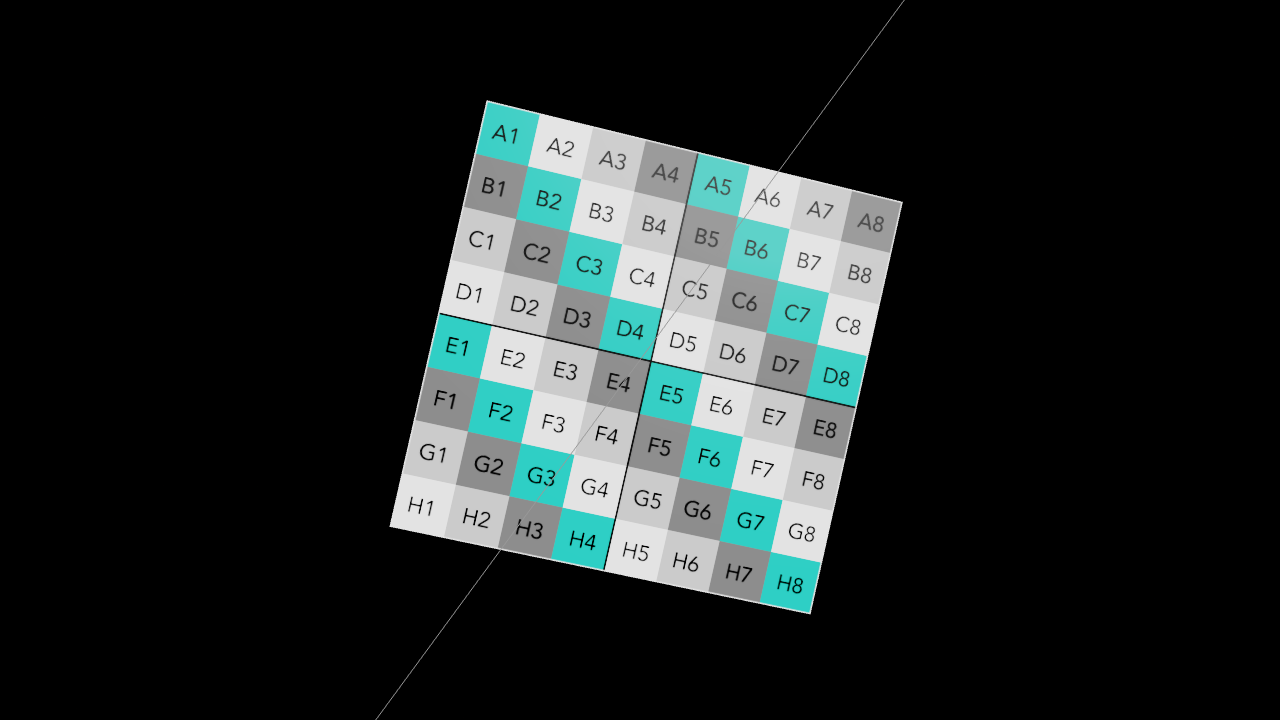 A1 A2 A3 A4 A5 A6 A7 A8
B1 B2 B3 B4 B5 B6 B7 B8
C1 C2 C3 C4 C5 C6 C7 C8
D1 D2 D3 D4 D5 D6 D7 D8
E1 E2 E3 E4 E5 E6 E7 E8
F1 F2 F3 F4 F5 F6 F7 F8
G1 G2 G3 G4 G5 G6 G7 G8
H1 H2 H3 H4 H5 H6 H7 H8